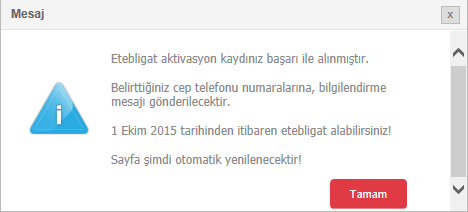 Mesaj
x
Etebligat aktivasyon kaydınız başarı ile alınmıştır.
Belirttiğiniz cep telefonu numaralarına, bilgilendirme
mesajı gönderilecektir.
1 Ekim 2015 tarihinden itibaren etebligat alabilirsiniz!
Sayfa şimdi otomatik yenilenecektir!
Tamam